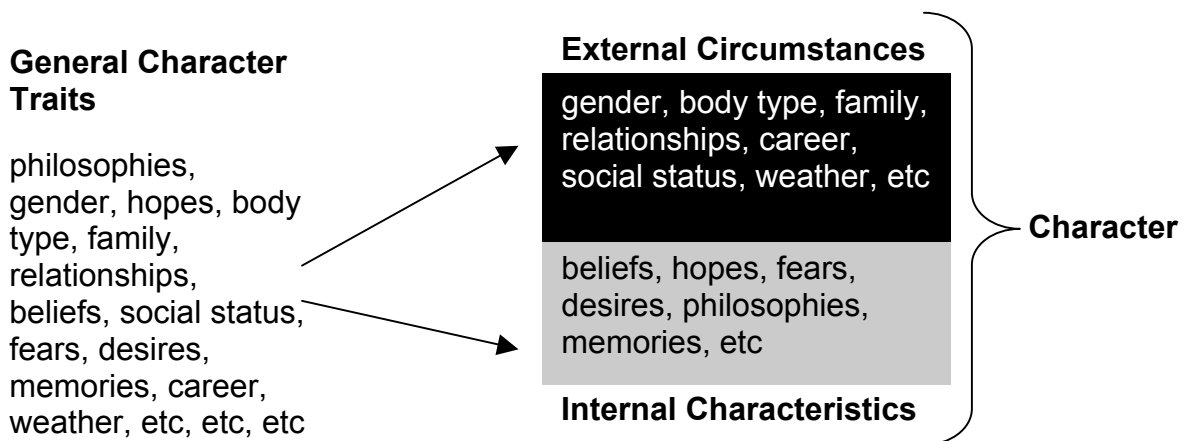 General Character
Traits
philosophies,
gender, hopes, body
type, family,
relationships,
beliefs, social status,
fears, desires,
memories, career,
weather, etc, etc, etc
External Circumstances
gender, body type, family,
relationships, career,
social status, weather, etc
beliefs, hopes, fears,
desires, philosophies,
memories, etc
Internal Characteristics
Character